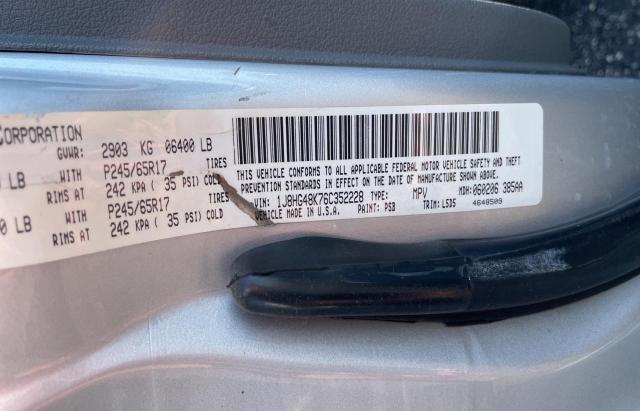 CORPORATION
GVWR: 2903 KG 06400 LB
LB WITH P245/65R17 TIRES
RIMS AT 242 KPA ( 35 PSI) COLD
WITH P245/65R17 TIRES
LB RIMS AT 242 KPA ( 35 PSI) COLD
THIS VEHICLE CONFORMS TO ALL APPLICABLE FEDERAL MOTOR VEHICLE SAFETY AND THEFT
PREVENTION STANDARDS IN EFFECT ON THE DATE OF MANUFACTURE SHOWN ABOVE.
VIN: 1J8HG48K76C352228 TYPE: MPV MDH: 060206 385AA
MADE IN U.S.A. PAINT: PSB TRIM: L5DS 4648509